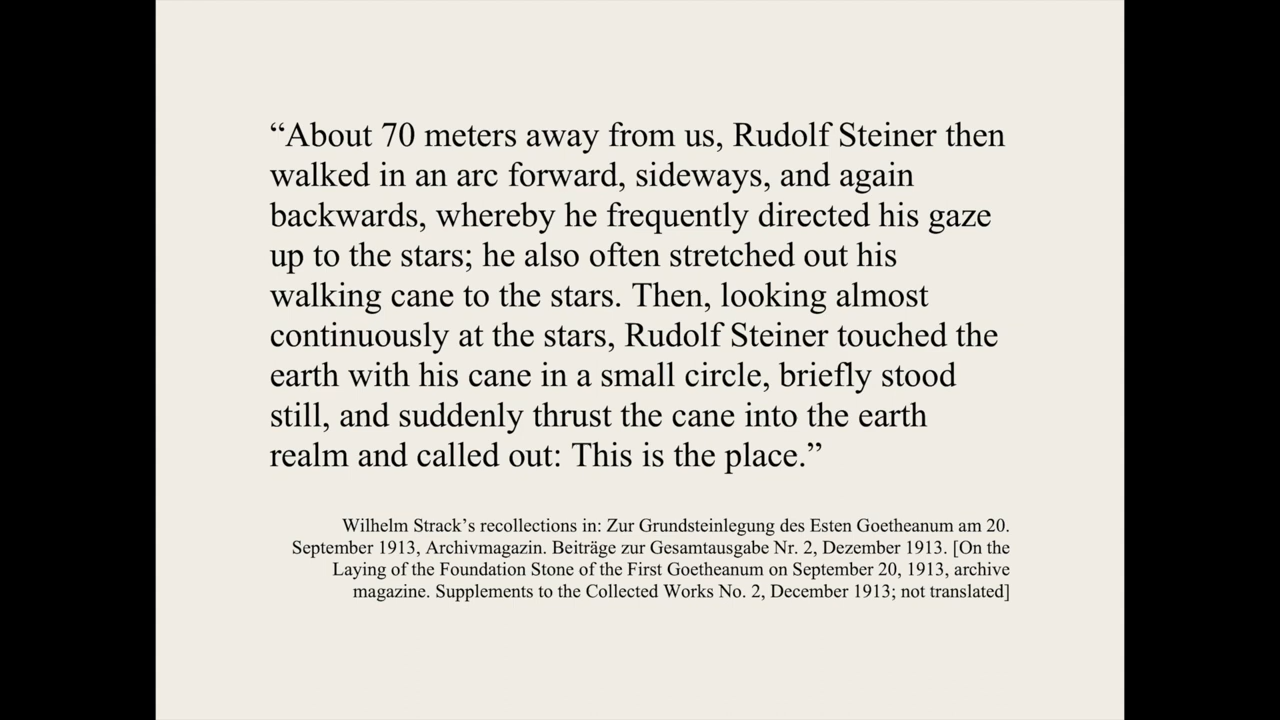 “About 70 meters away from us, Rudolf Steiner then
walked in an arc forward, sideways, and again
backwards, whereby he frequently directed his gaze
up to the stars; he also often stretched out his
walking cane to the stars. Then, looking almost
continuously at the stars, Rudolf Steiner touched the
earth with his cane in a small circle, briefly stood
still, and suddenly thrust the cane into the earth
realm and called out: This is the place.”
Wilhelm Strack’s recollections in: Zur Grundsteinlegung des Esten Goetheanum am 20.
September 1913, Archivmagazin. Beiträge zur Gesamtausgabe Nr. 2, Dezember 1913. [On the
Laying of the Foundation Stone of the First Goetheanum on September 20, 1913, archive
magazine. Supplements to the Collected Works No. 2, December 1913; not translated]